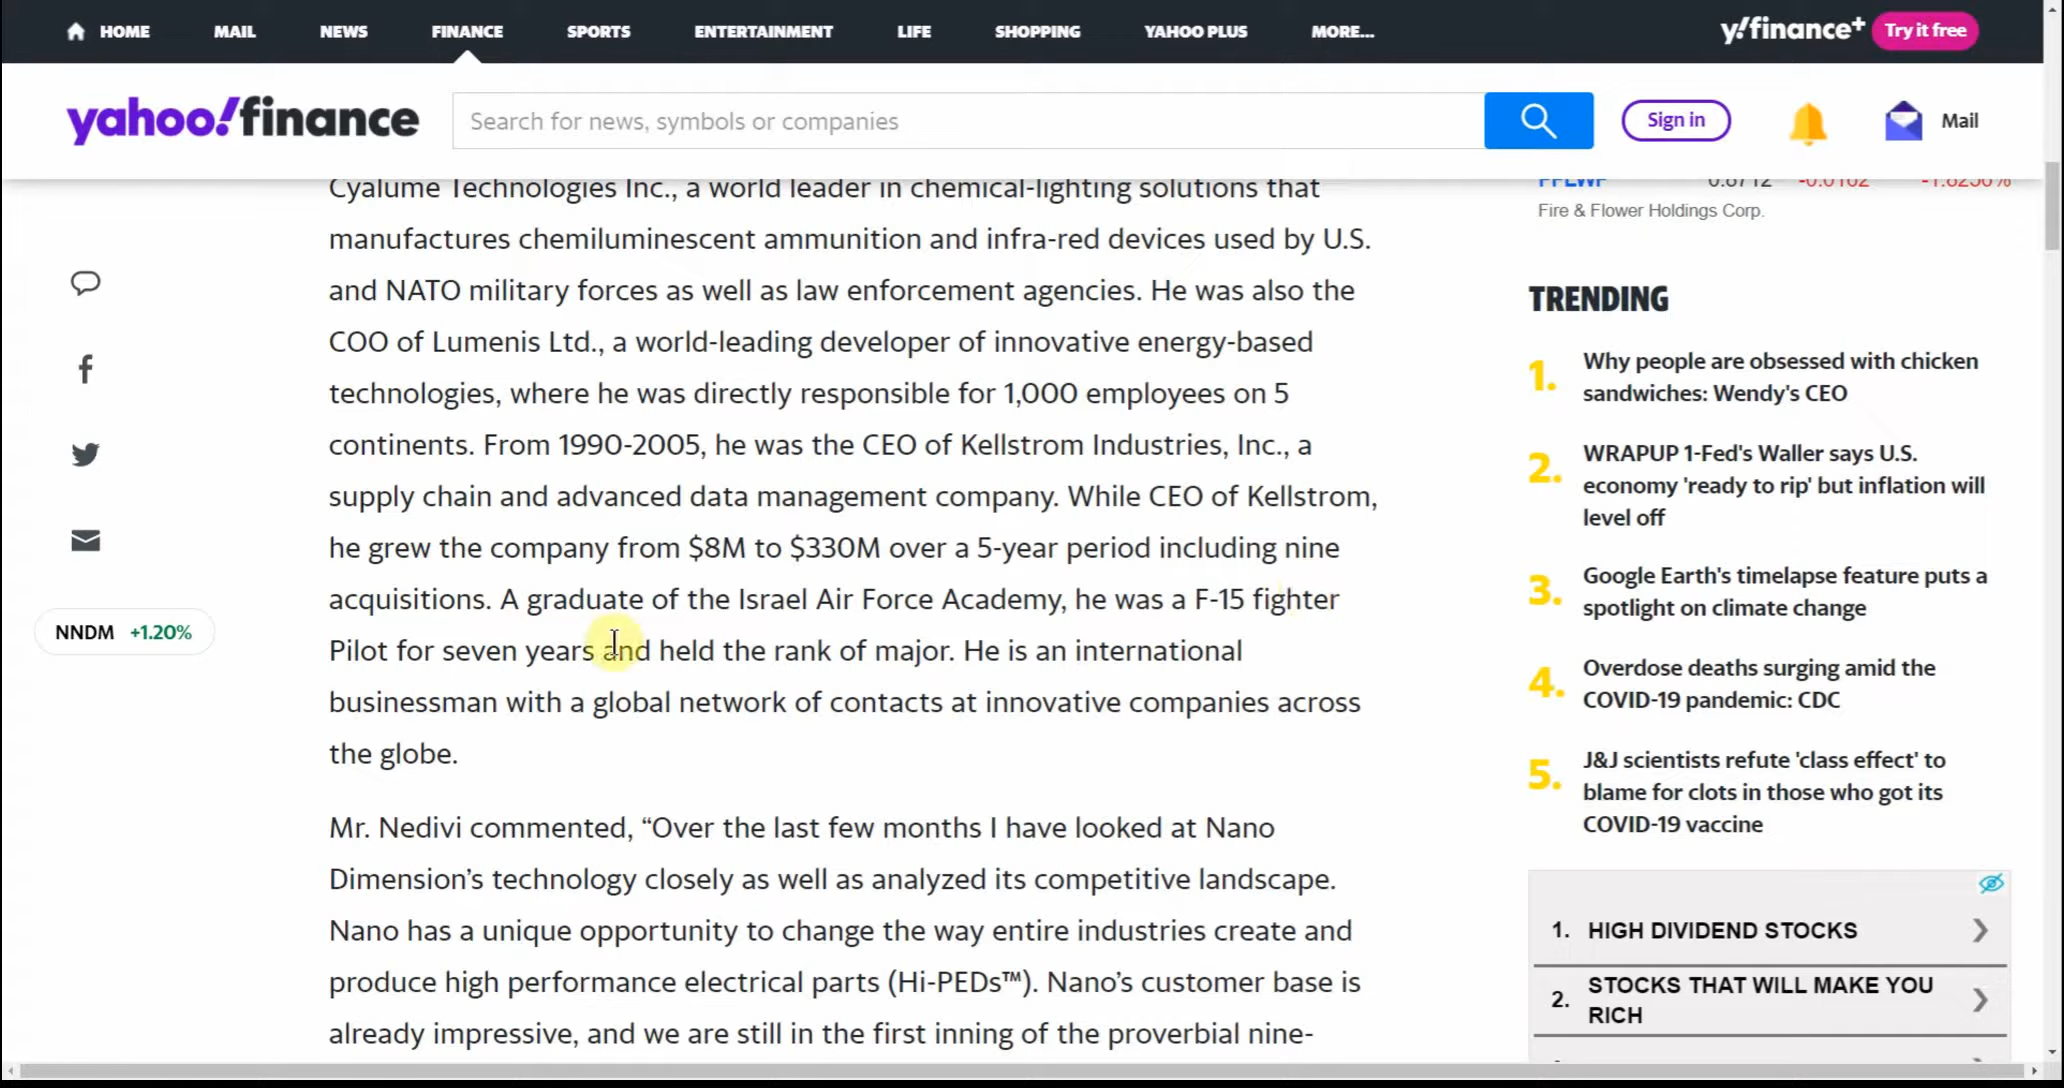 HOME MAIL NEWS FINANCE SPORTS ENTERTAINMENT LIFE SHOPPING YAHOO PLUS MORE...
y!finance+ Try it free
yahoo!finance
Search for news, symbols or companies
Sign in
Mail
Cyalume Technologies Inc., a world leader in chemical-lighting solutions that
manufactures chemiluminescent ammunition and infra-red devices used by U.S.
and NATO military forces as well as law enforcement agencies. He was also the
COO of Lumenis Ltd., a world-leading developer of innovative energy-based
technologies, where he was directly responsible for 1,000 employees on 5
continents. From 1990-2005, he was the CEO of Kellstrom Industries, Inc., a
supply chain and advanced data management company. While CEO of Kellstrom,
he grew the company from $8M to $330M over a 5-year period including nine
acquisitions. A graduate of the Israel Air Force Academy, he was a F-15 fighter
Pilot for seven years and held the rank of major. He is an international
businessman with a global network of contacts at innovative companies across
the globe.
Mr. Nedivi commented, “Over the last few months I have looked at Nano
Dimension’s technology closely as well as analyzed its competitive landscape.
Nano has a unique opportunity to change the way entire industries create and
produce high performance electrical parts (Hi-PEDs™). Nano’s customer base is
already impressive, and we are still in the first inning of the proverbial nine-
NNDM +1.20%
Fire & Flower Holdings Corp.
TRENDING
1. Why people are obsessed with chicken
sandwiches: Wendy's CEO
2. WRAPUP 1-Fed's Waller says U.S.
economy 'ready to rip' but inflation will
level off
3. Google Earth's timelapse feature puts a
spotlight on climate change
4. Overdose deaths surging amid the
COVID-19 pandemic: CDC
5. J&J scientists refute 'class effect' to
blame for clots in those who got its
COVID-19 vaccine
1. HIGH DIVIDEND STOCKS
2. STOCKS THAT WILL MAKE YOU
RICH